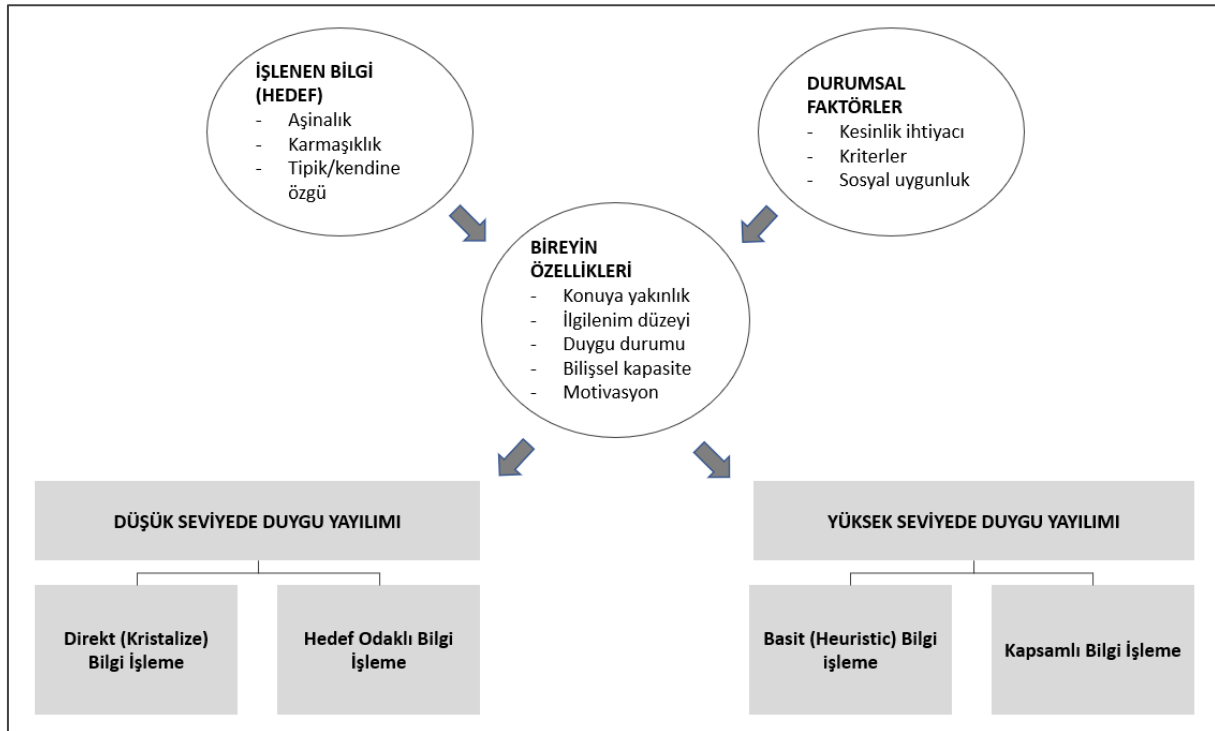 İŞLENEN BİLGİ
(HEDEF)
- Aşinalık
- Karmaşıklık
- Tipik/kendine
özgü
DURUMSAL
FAKTÖRLER
- Kesinlik ihtiyacı
- Kriterler
- Sosyal uygunluk
BİREYİN
ÖZELLİKLERİ
- Konuya yakınlık
- İlgilenim düzeyi
- Duygu durumu
- Bilişsel kapasite
- Motivasyon
DÜŞÜK SEVİYEDE DUYGU YAYILIMI
Direkt (Kristalize)
Bilgi İşleme
Hedef Odaklı Bilgi
İşleme
YÜKSEK SEVİYEDE DUYGU YAYILIMI
Basit (Heuristic) Bilgi
işleme
Kapsamlı Bilgi İşleme